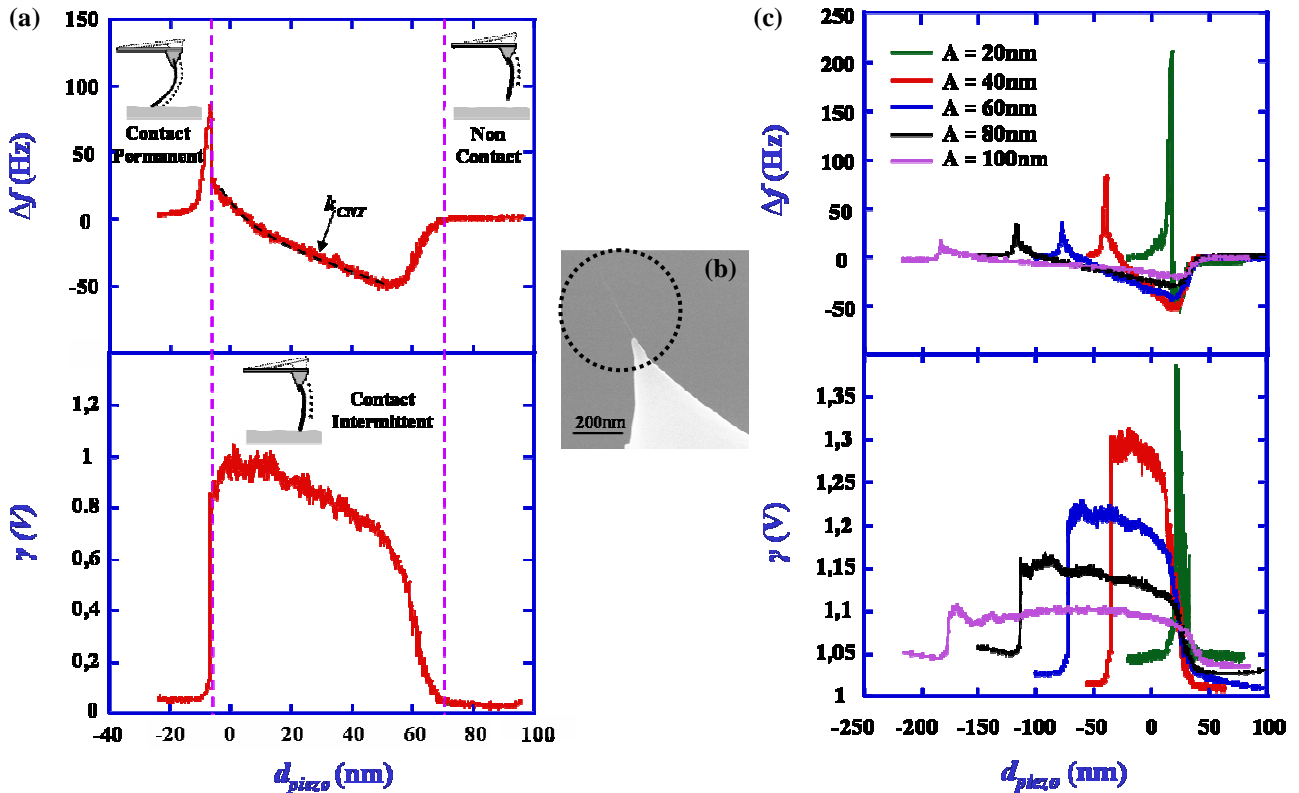 (a)
150
100
50
0
-50
Δf (Hz)
Contact
Permanent
Non
Contact
k_CNT
1,2
1
0,8
0,6
0,4
0,2
0
γ (V)
Contact
Intermittent
-40 -20 0 20 40 60 80 100
d_piezo (nm)
(b)
200nm
(c)
250
200
150
100
50
0
-50
-100
Δf (Hz)
A = 20nm
A = 40nm
A = 60nm
A = 80nm
A = 100nm
1,35
1,3
1,25
1,2
1,15
1,1
1,05
1
γ (V)
-250 -200 -150 -100 -50 0 50 100
d_piezo (nm)